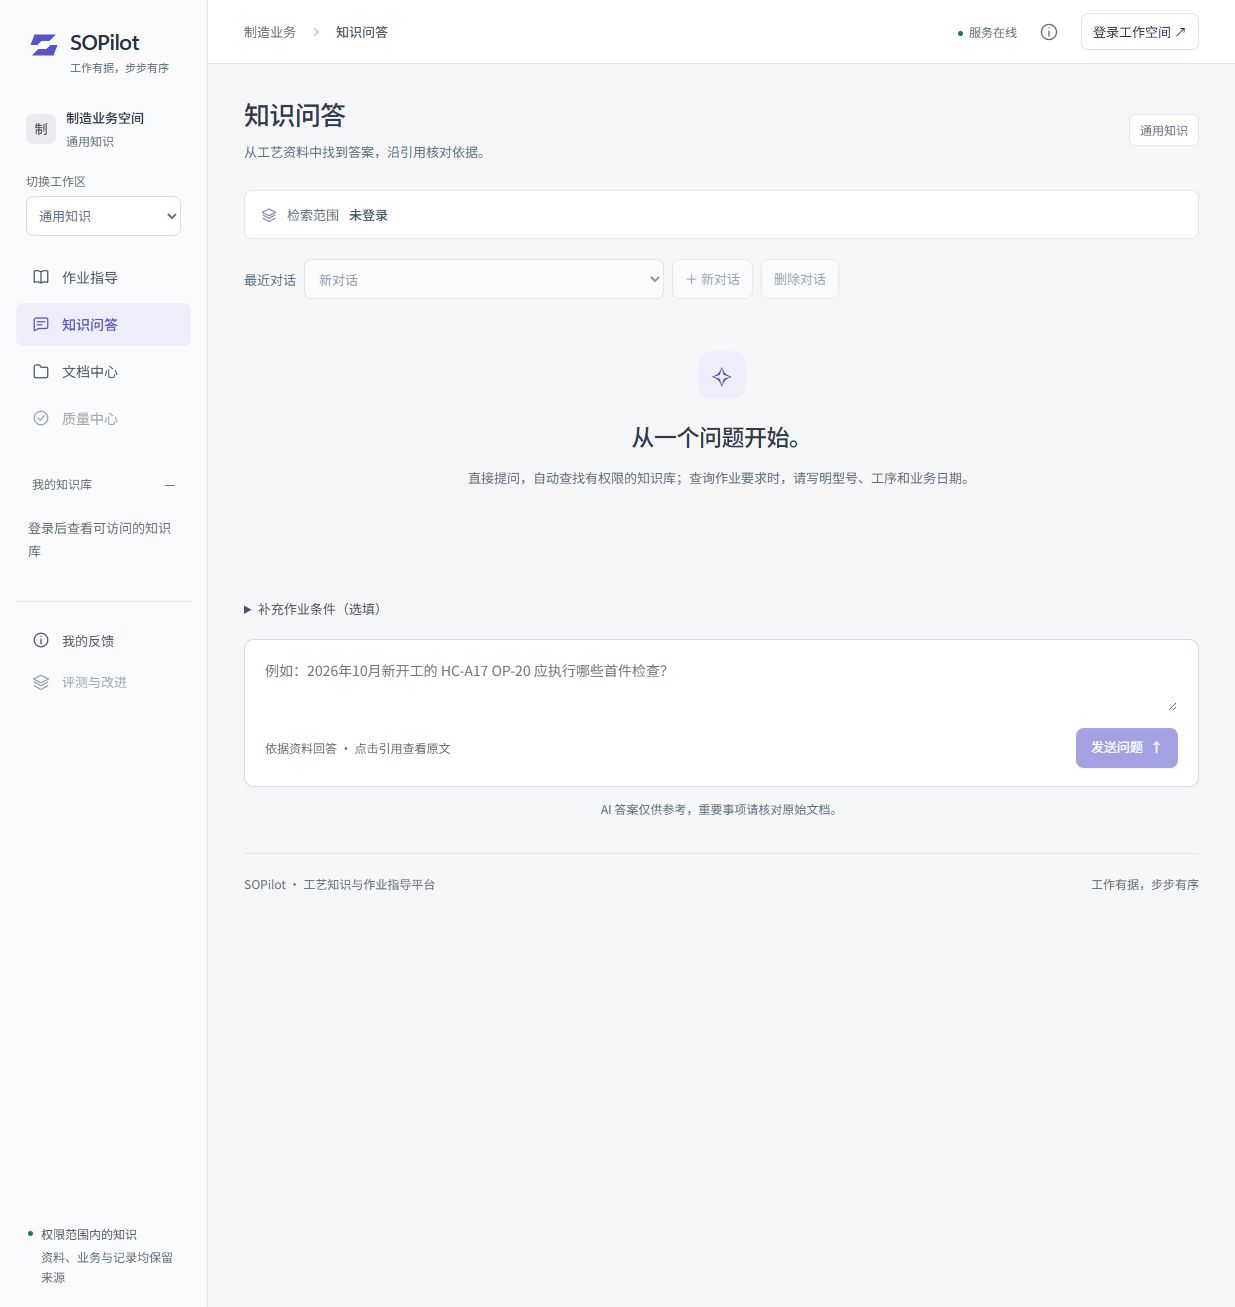 SOPilot
工作有据，步步有序
制
制造业务空间
通用知识
切换工作区
通用知识
作业指导
知识问答
文档中心
质量中心
我的知识库
登录后查看可访问的知识
库
我的反馈
评测与改进
权限范围内的知识
资料、业务与记录均保留
来源
制造业务 > 知识问答
服务在线
登录工作空间 ↗
知识问答
从工艺资料中找到答案，沿引用核对依据。
通用知识
检索范围 未登录
最近对话 新对话 + 新对话 删除对话
从一个问题开始。
直接提问，自动查找有权限的知识库；查询作业要求时，请写明型号、工序和业务日期。
补充作业条件（选填）
例如：2026年10月新开工的 HC-A17 OP-20 应执行哪些首件检查？
依据资料回答 · 点击引用查看原文
发送问题 ↑
AI 答案仅供参考，重要事项请核对原始文档。
SOPilot · 工艺知识与作业指导平台
工作有据，步步有序